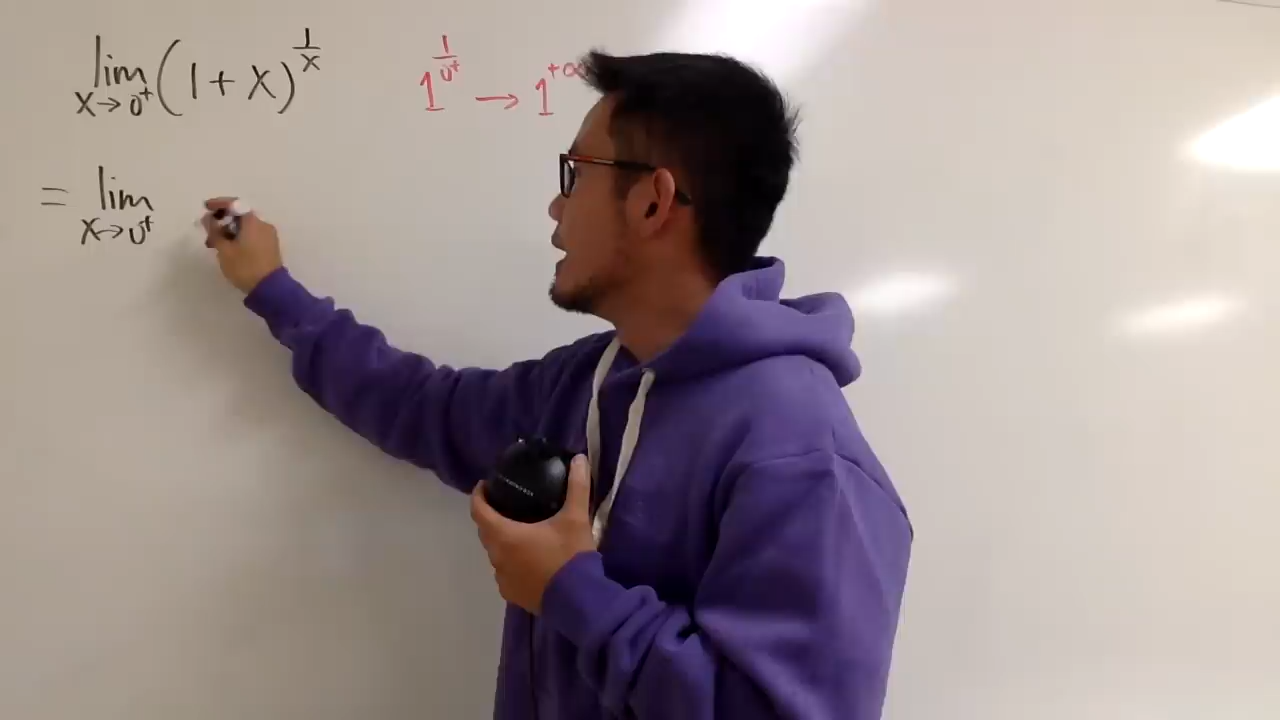 lim x→0⁺ (1+x)^(1/x) 1^(1/0⁺) → 1^(+∞)
= lim x→0⁺